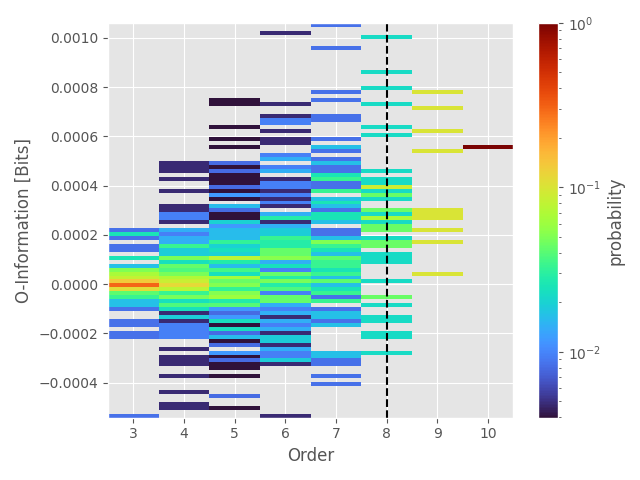 O-Information [Bits]
0.0010
0.0008
0.0006
0.0004
0.0002
0.0000
−0.0002
−0.0004
3 4 5 6 7 8 9 10
Order
10⁰
10⁻¹
10⁻²
probability